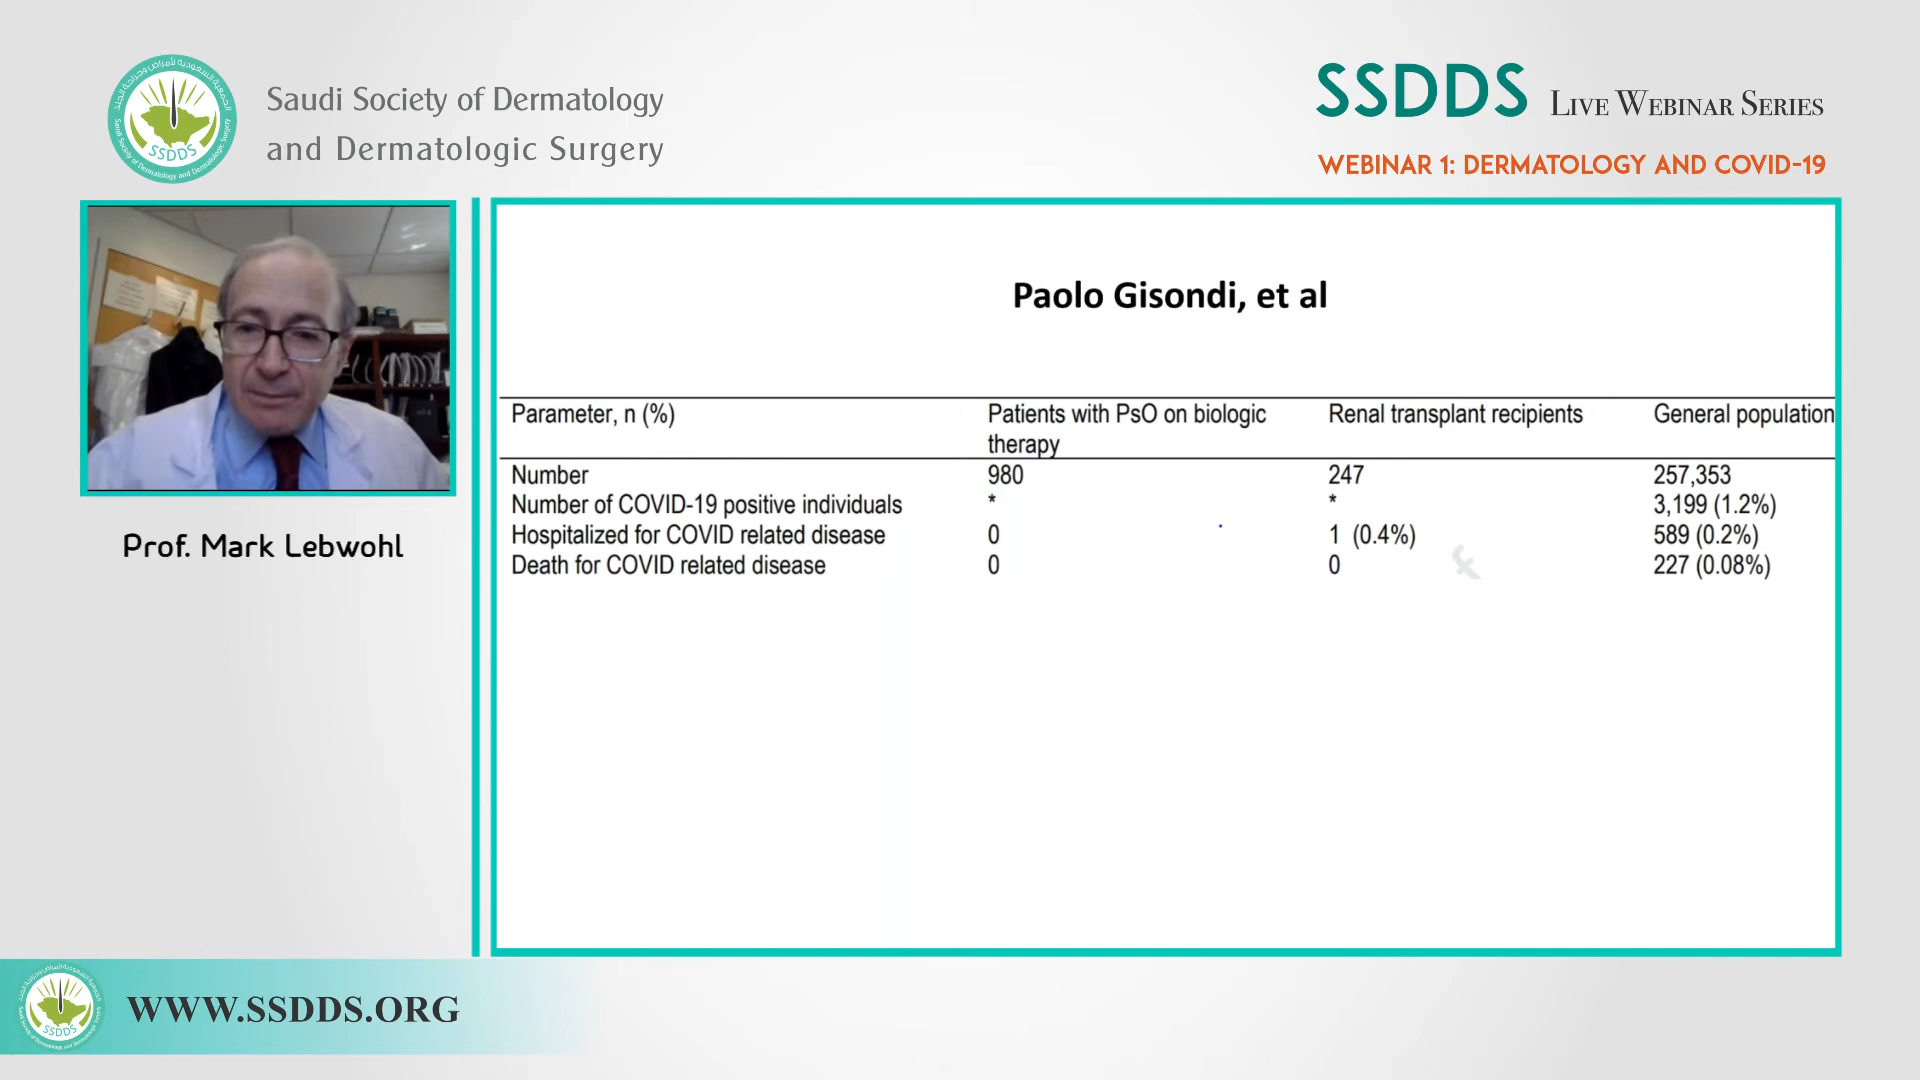 Saudi Society of Dermatology
and Dermatologic Surgery
SSDDS
SSDDS LIVE WEBINAR SERIES
WEBINAR 1: DERMATOLOGY AND COVID-19
Prof. Mark Lebwohl
Paolo Gisondi, et al
Parameter, n (%) Patients with PsO on biologic therapy Renal transplant recipients General population
Number 980 247 257,353
Number of COVID-19 positive individuals * * 3,199 (1.2%)
Hospitalized for COVID related disease 0 1 (0.4%) 589 (0.2%)
Death for COVID related disease 0 0 227 (0.08%)
SSDDS
WWW.SSDDS.ORG